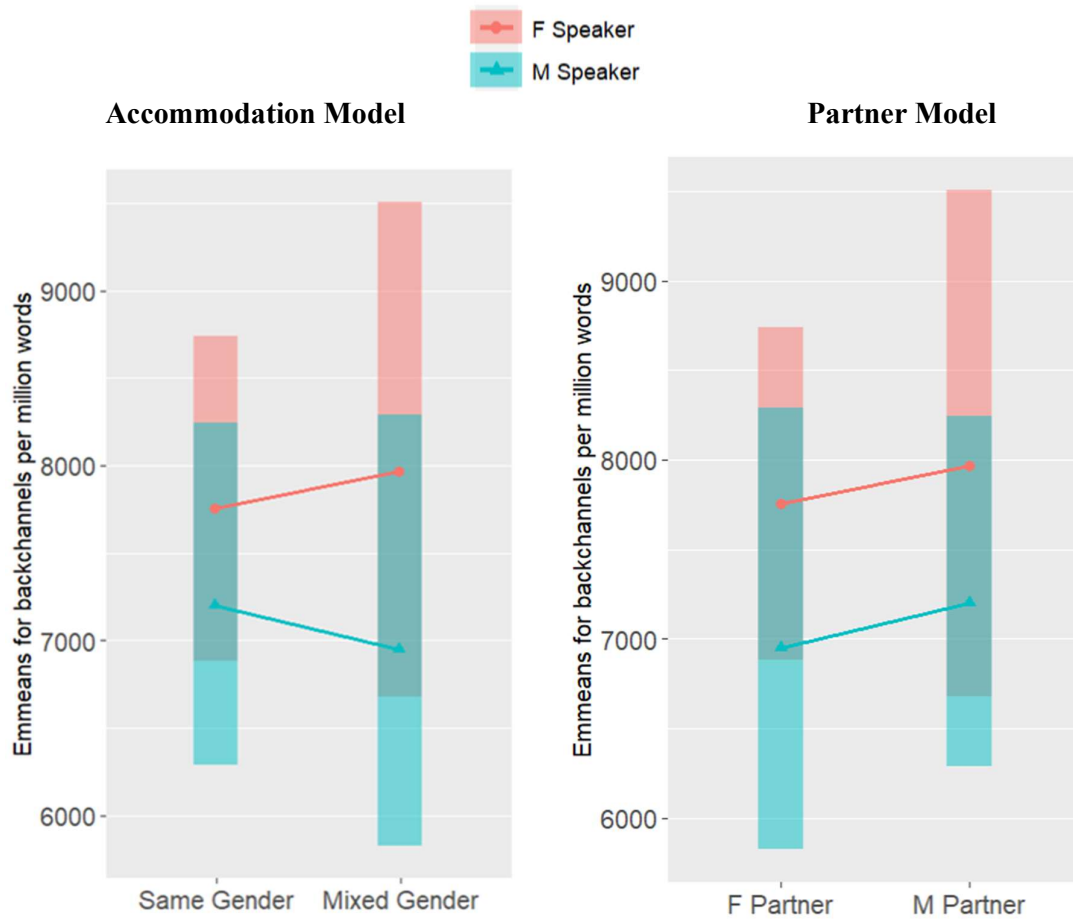 F Speaker
M Speaker
Accommodation Model
Partner Model
Emmeans for backchannels per million words
9000
8000
7000
6000
Same Gender
Mixed Gender
Emmeans for backchannels per million words
9000
8000
7000
6000
F Partner
M Partner